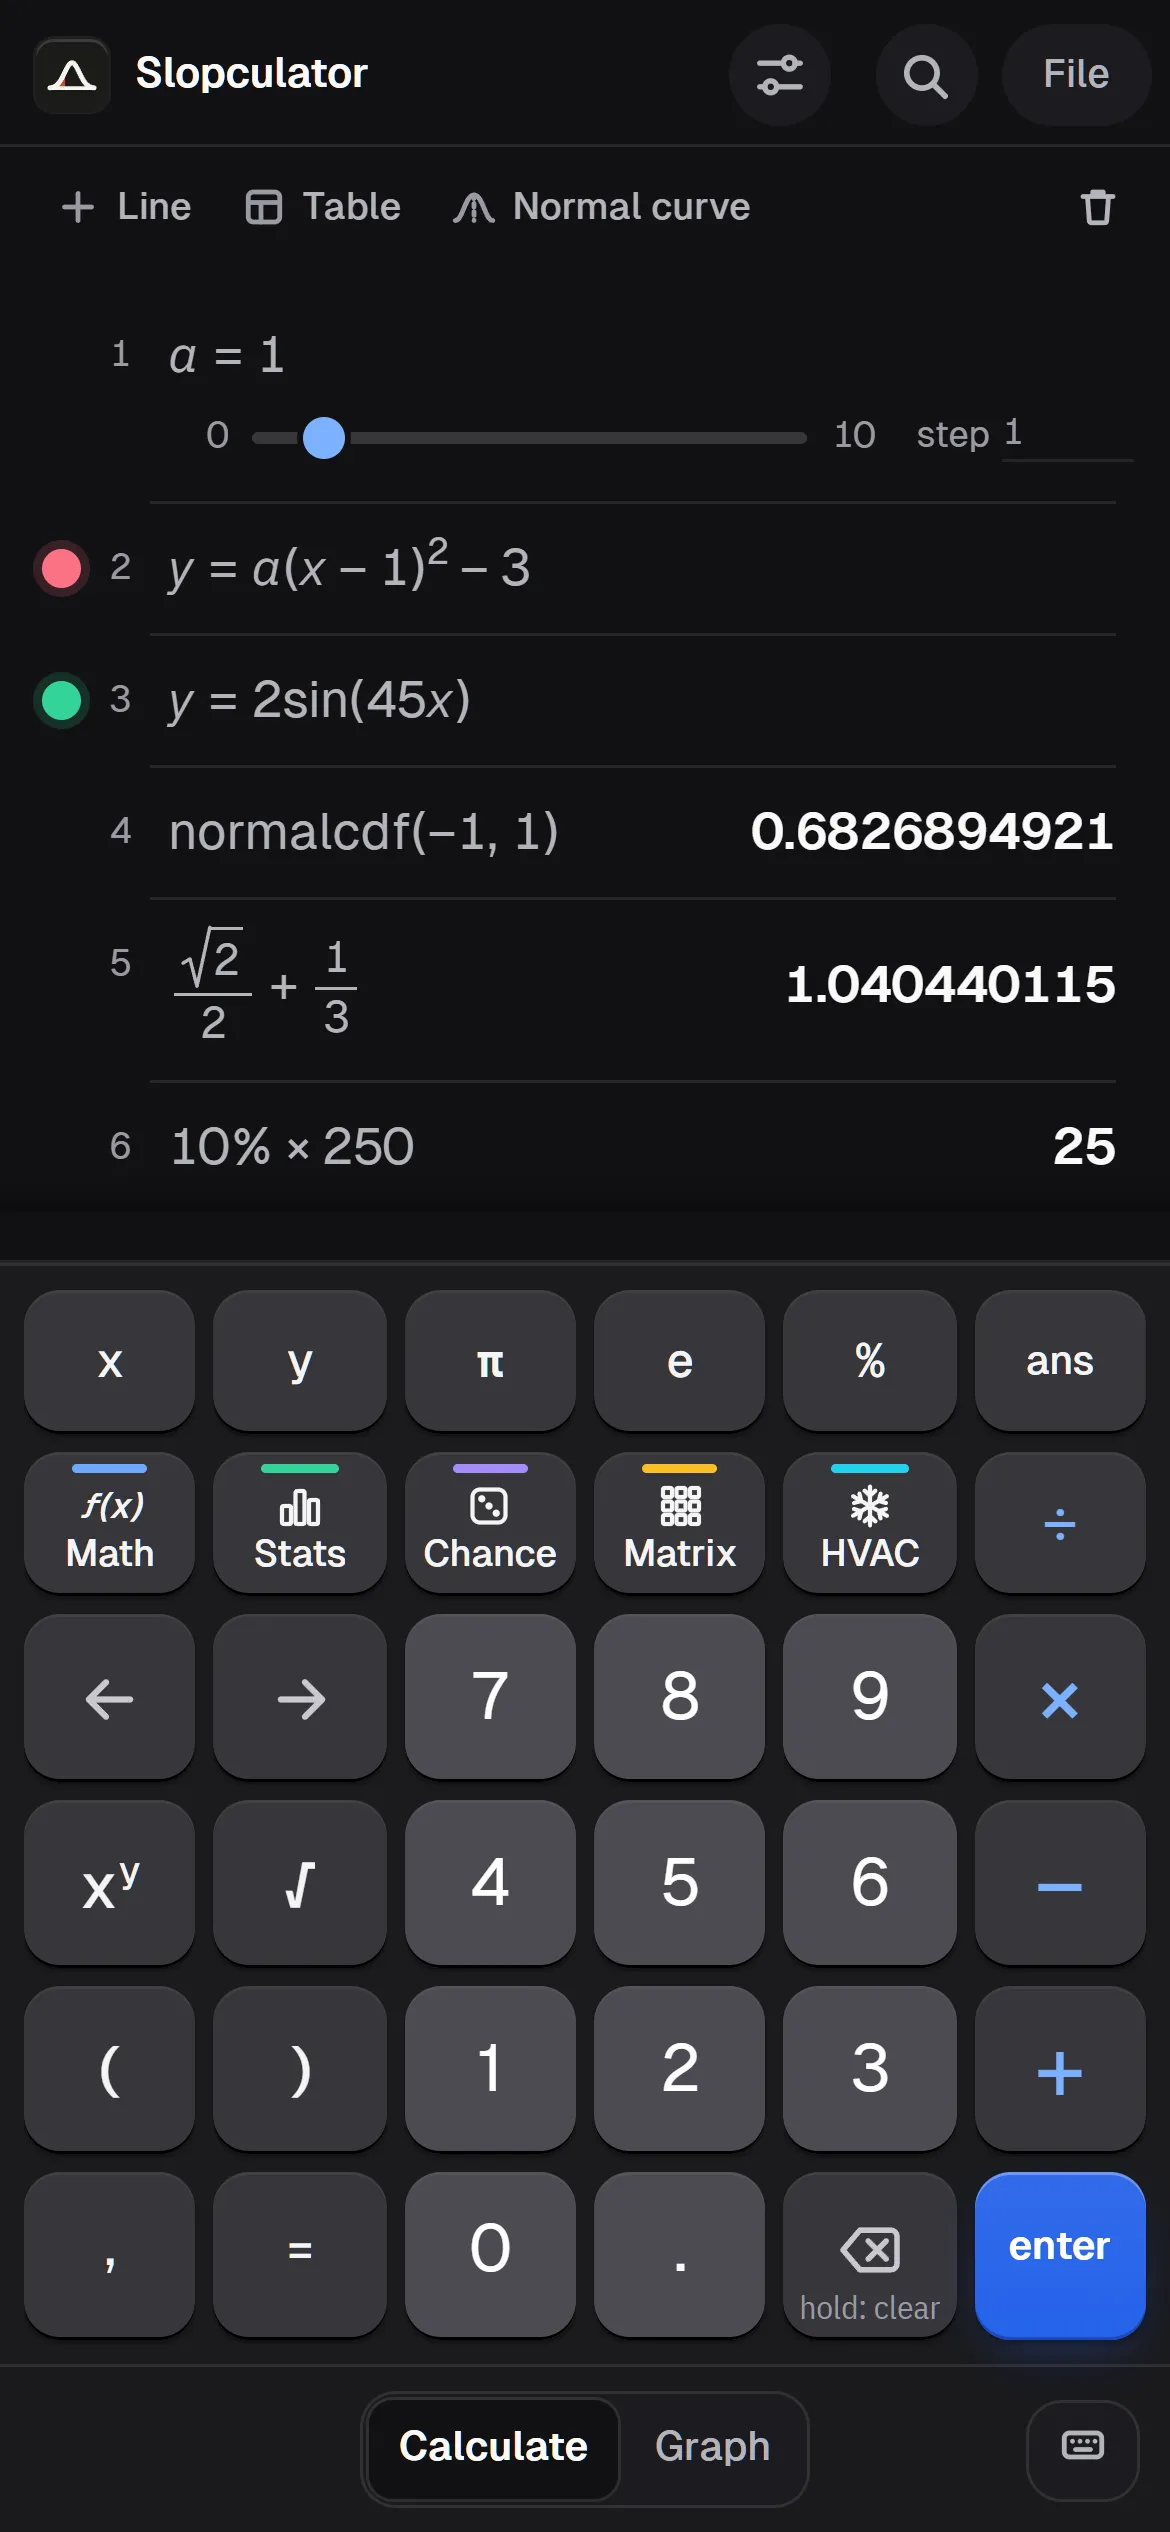 Slopculator
File
Line Table Normal curve
1 a = 1
0 10 step 1
2 y = a(x − 1)² − 3
3 y = 2sin(45x)
4 normalcdf(−1, 1) 0.6826894921
5 √2/2 + 1/3 1.040440115
6 10% × 250 25
x y π e % ans
f(x)
Math Stats Chance Matrix HVAC ÷
← → 7 8 9 ×
xʸ √ 4 5 6 −
( ) 1 2 3 +
, = 0 . enter
hold: clear
Calculate Graph